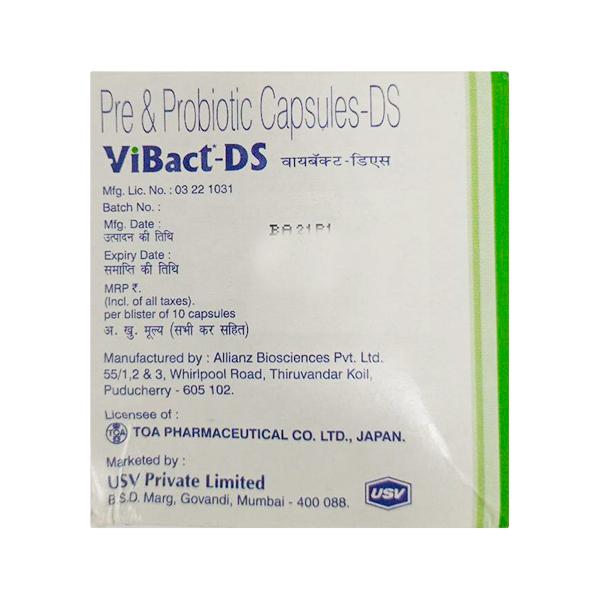 Pre & Probiotic Capsules-DS
ViBact®-DS वायबॅक्ट-डिएस
Mfg. Lic. No. : 03 22 1031
Batch No. :
Mfg. Date :
उत्पादन की तिथि
Expiry Date :
समाप्ति की तिथि
MRP ₹.
(Incl. of all taxes).
per blister of 10 capsules
अ. खु. मूल्य (सभी कर सहित)
Manufactured by : Allianz Biosciences Pvt. Ltd.
55/1,2 & 3, Whirlpool Road, Thiruvandar Koil,
Puducherry - 605 102.
Licensee of :
TOA TOA PHARMACEUTICAL CO. LTD., JAPAN.
Marketed by :
USV Private Limited
B.S.D. Marg, Govandi, Mumbai - 400 088.
USV